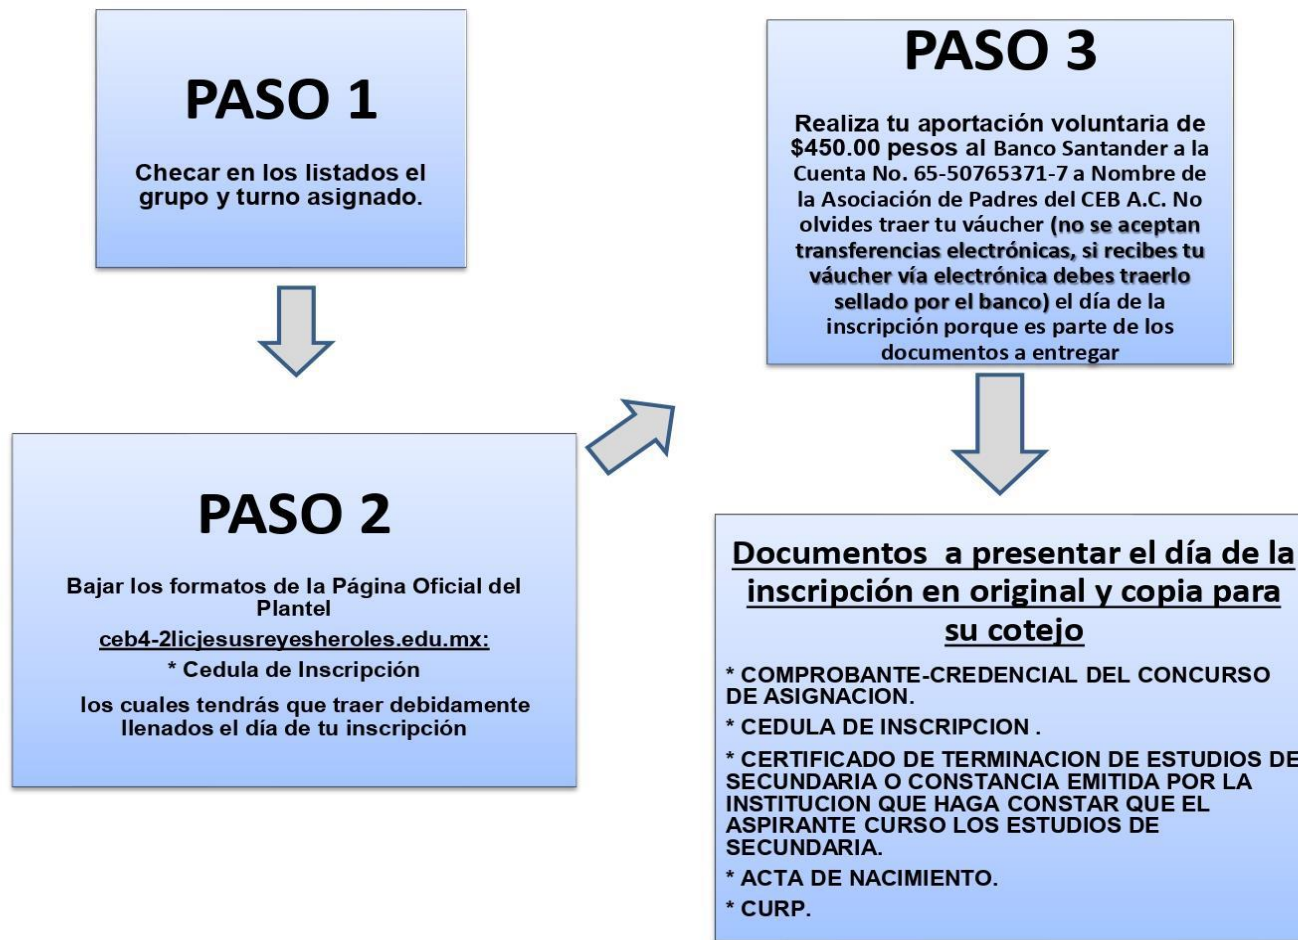 PASO 1
Checar en los listados el
grupo y turno asignado.
PASO 2
Bajar los formatos de la Página Oficial del
Plantel
ceb4-2licjesusreyesheroles.edu.mx:
* Cedula de Inscripción
los cuales tendrás que traer debidamente
llenados el día de tu inscripción
PASO 3
Realiza tu aportación voluntaria de
$450.00 pesos al Banco Santander a la
Cuenta No. 65-50765371-7 a Nombre de
la Asociación de Padres del CEB A.C. No
olvides traer tu váucher (no se aceptan
transferencias electrónicas, si recibes tu
váucher vía electrónica debes traerlo
sellado por el banco) el día de la
inscripción porque es parte de los
documentos a entregar
Documentos a presentar el día de la
inscripción en original y copia para
su cotejo
* COMPROBANTE-CREDENCIAL DEL CONCURSO
DE ASIGNACION.
* CEDULA DE INSCRIPCION .
* CERTIFICADO DE TERMINACION DE ESTUDIOS DE
SECUNDARIA O CONSTANCIA EMITIDA POR LA
INSTITUCION QUE HAGA CONSTAR QUE EL
ASPIRANTE CURSO LOS ESTUDIOS DE
SECUNDARIA.
* ACTA DE NACIMIENTO.
* CURP.